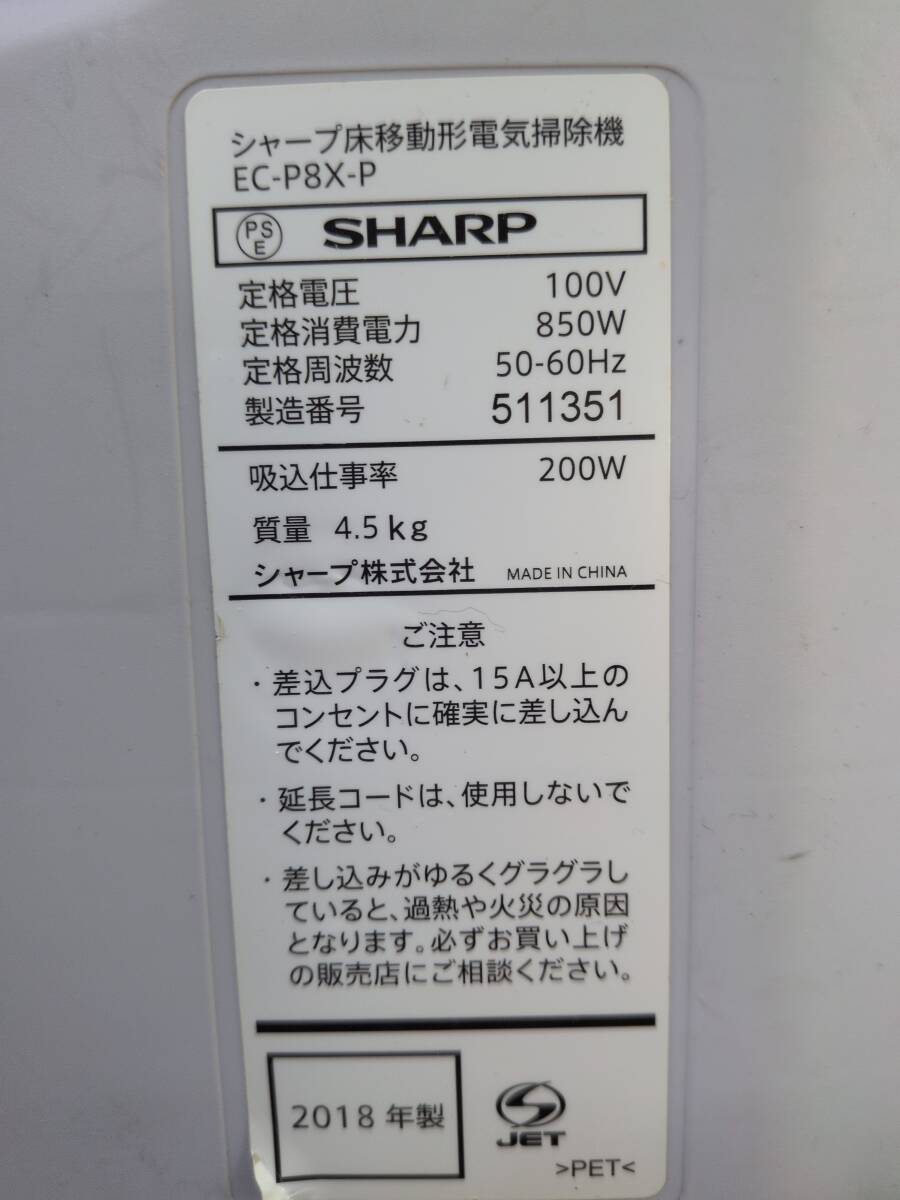 シャープ床移動形電気掃除機
EC-P8X-P
PS E SHARP
定格電圧 100V
定格消費電力 850W
定格周波数 50-60Hz
製造番号 511351
吸込仕事率 200W
質量 4.5kg
シャープ株式会社 MADE IN CHINA
ご注意
・差込プラグは、15A以上の
コンセントに確実に差し込ん
でください。
・延長コードは、使用しないで
ください。
・差し込みがゆるくグラグラし
ていると、過熱や火災の原因
となります。必ずお買い上げ
の販売店にご相談ください。
2018 年製
JET
>PET<